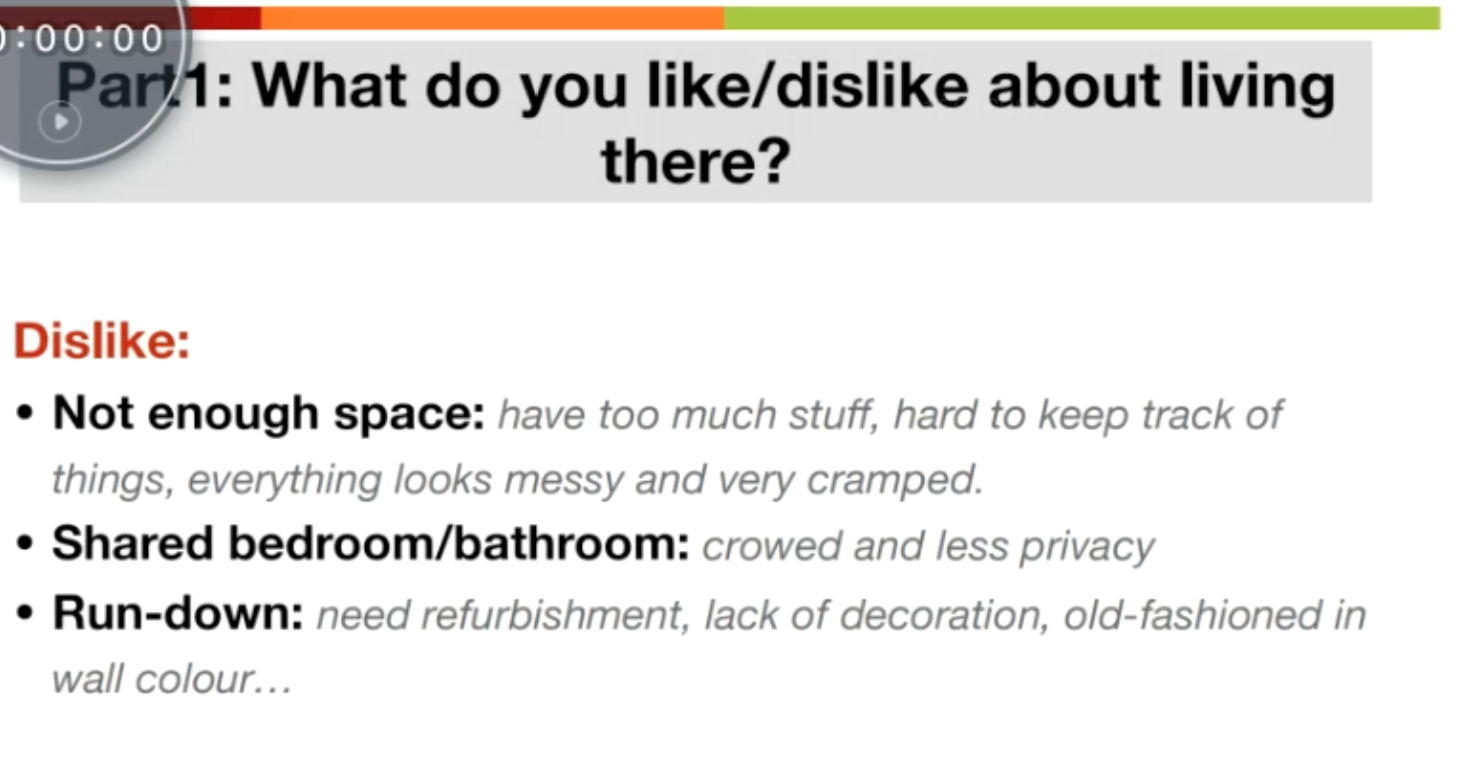 0:00:00
Part1: What do you like/dislike about living
there?
Dislike:
• Not enough space: have too much stuff, hard to keep track of
things, everything looks messy and very cramped.
• Shared bedroom/bathroom: crowed and less privacy
• Run-down: need refurbishment, lack of decoration, old-fashioned in
wall colour…